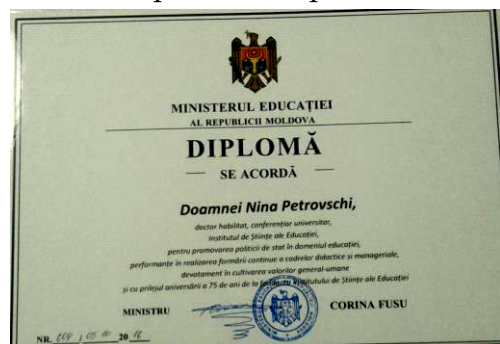 MINISTERUL EDUCAȚIEI
AL REPUBLICII MOLDOVA
DIPLOMĂ
SE ACORDĂ
Doamnei Nina Petrovschi,
doctor habilitat, conferențiar universitar,
Institutul de Științe ale Educației,
pentru promovarea politicii de stat în domeniul educației,
performanțe în realizarea formării continue a cadrelor didactice și manageriale,
devotament în cultivarea valorilor general-umane
și cu prilejul aniversării a 75 de ani de la fondarea Institutului de Științe ale Educației
MINISTRU CORINA FUSU
NR. 20 16